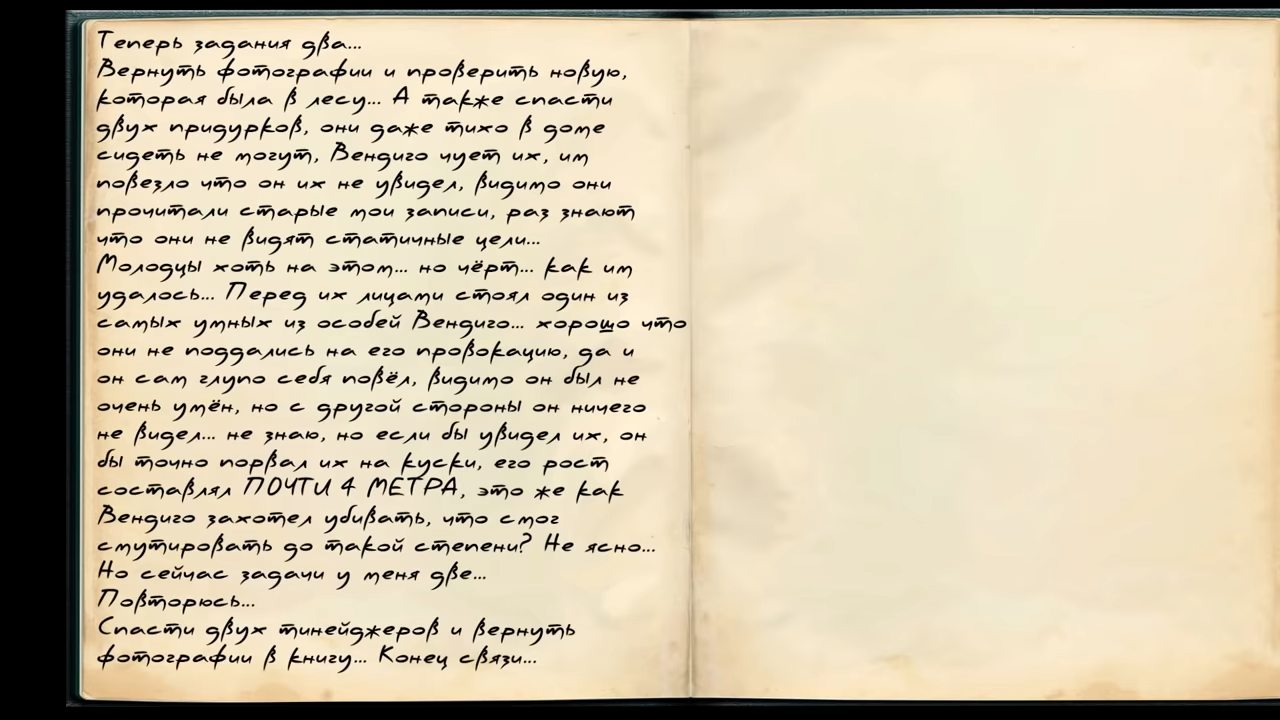 Теперь задания два...
Вернуть фотографии и проверить новую,
которая была в лесу... А также спасти
двух придурков, они даже тихо в доме
сидеть не могут, Вендиго чует их, им
повезло что он их не увидел, видимо они
прочитали старые мои записи, раз знают
что они не видят статичные цели...
Молодцы хоть на этом... но чёрт... как им
удалось... Перед их лицами стоял один из
самых умных из особей Вендиго... хорошо что
они не поддались на его провокацию, да и
он сам глупо себя повёл, видимо он был не
очень умён, но с другой стороны он ничего
не видел... не знаю, но если бы увидел их, он
бы точно порвал их на куски, его рост
составлял ПОЧТИ 4 МЕТРА, это же как
Вендиго захотел убивать, что смог
смутировать до такой степени? Не ясно...
Но сейчас задачи у меня две...
Повторюсь...
Спасти двух тинейджеров и вернуть
фотографии в книгу... Конец связи...